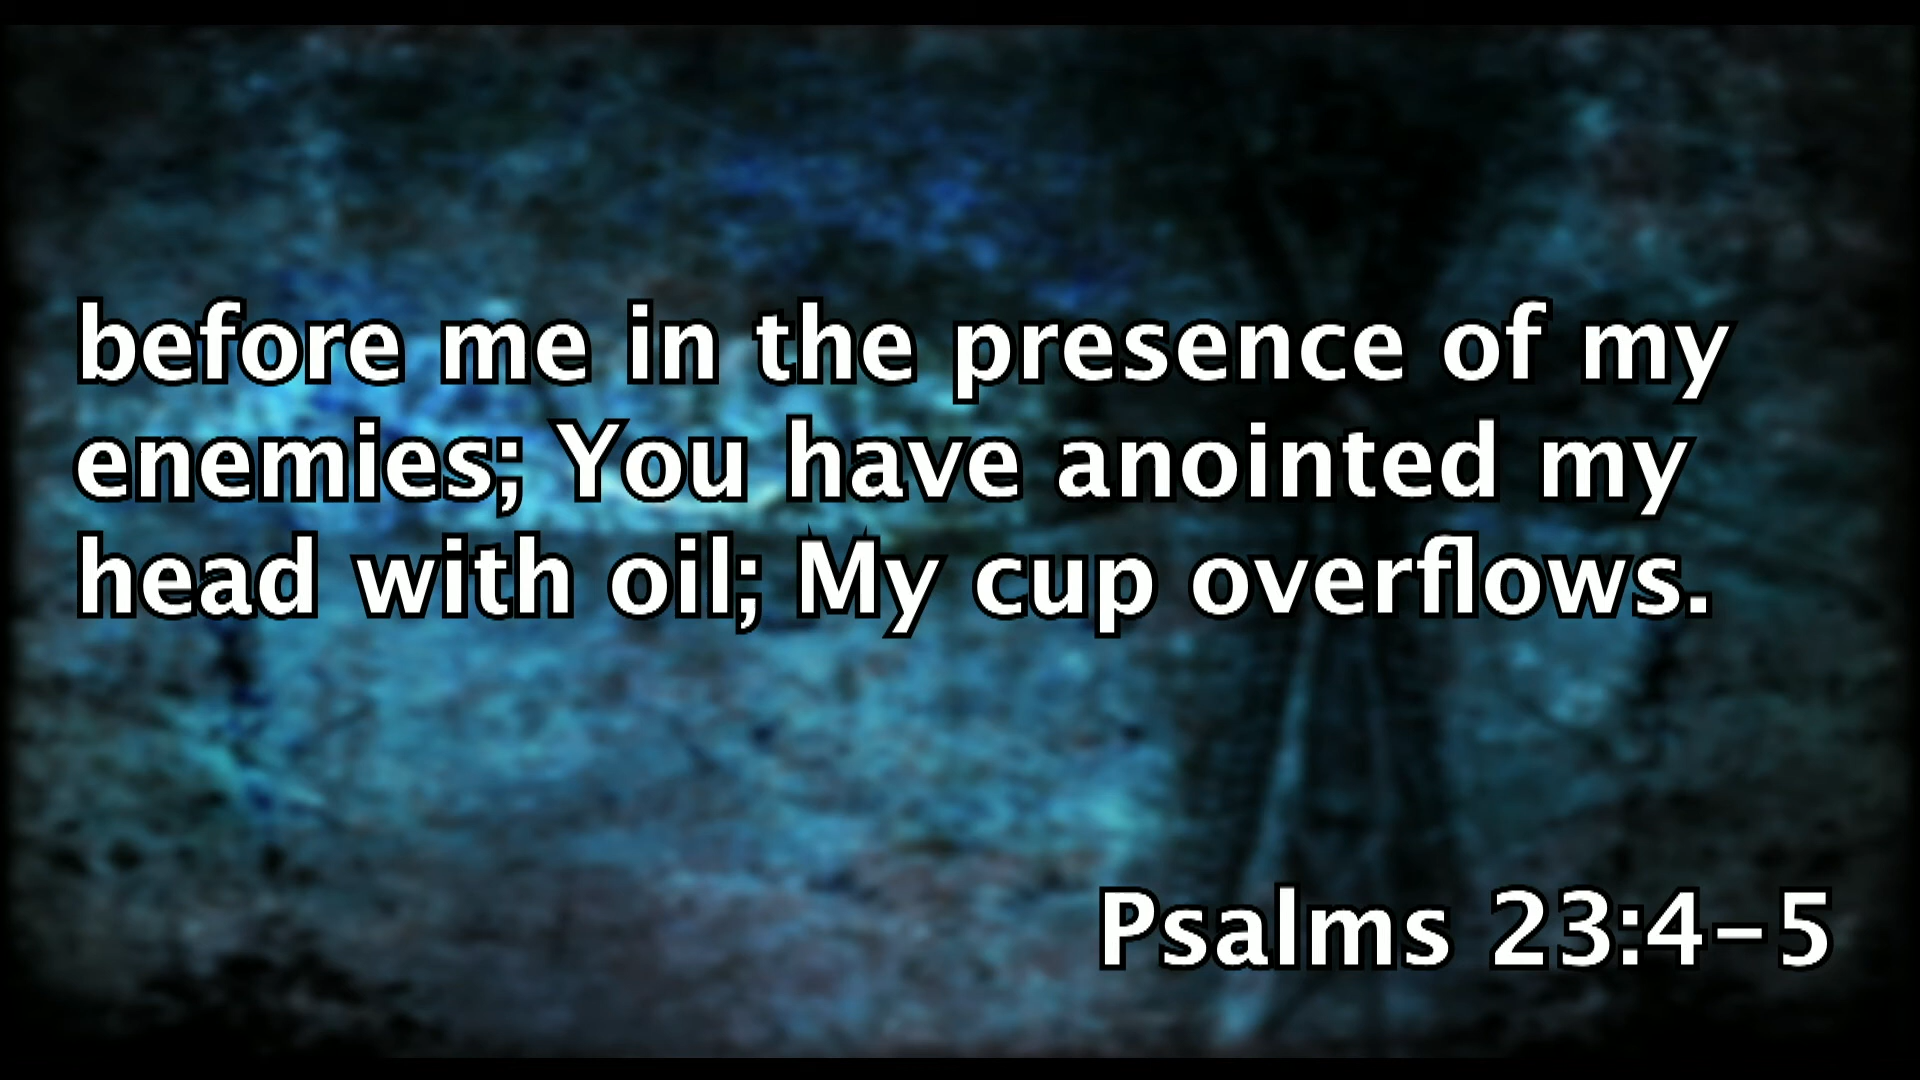 before me in the presence of my
enemies; You have anointed my
head with oil; My cup overflows.
Psalms 23:4-5